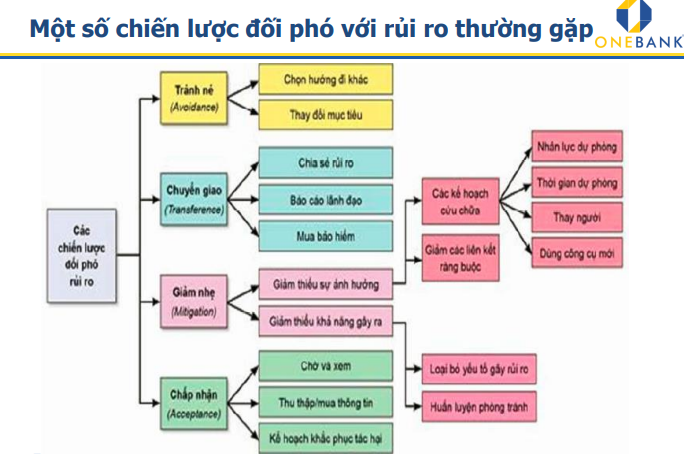 Một số chiến lược đối phó với rủi ro thường gặp
ONEBANK
Các
chiến lược
đối phó
rủi ro
Tránh né
(Avoidance)
Chọn hướng đi khác
Thay đổi mục tiêu
Chuyển giao
(Transference)
Chia sẻ rủi ro
Báo cáo lãnh đạo
Mua bảo hiểm
Giảm nhẹ
(Mitigation)
Giảm thiểu sự ảnh hưởng
Giảm thiểu khả năng gây ra
Các kế hoạch
cứu chữa
Giảm các liên kết
ràng buộc
Nhân lực dự phòng
Thời gian dự phòng
Thay người
Dùng công cụ mới
Loại bỏ yếu tố gây rủi ro
Huấn luyện phòng tránh
Chấp nhận
(Acceptance)
Chờ và xem
Thu thập/mua thông tin
Kế hoạch khắc phục tác hại